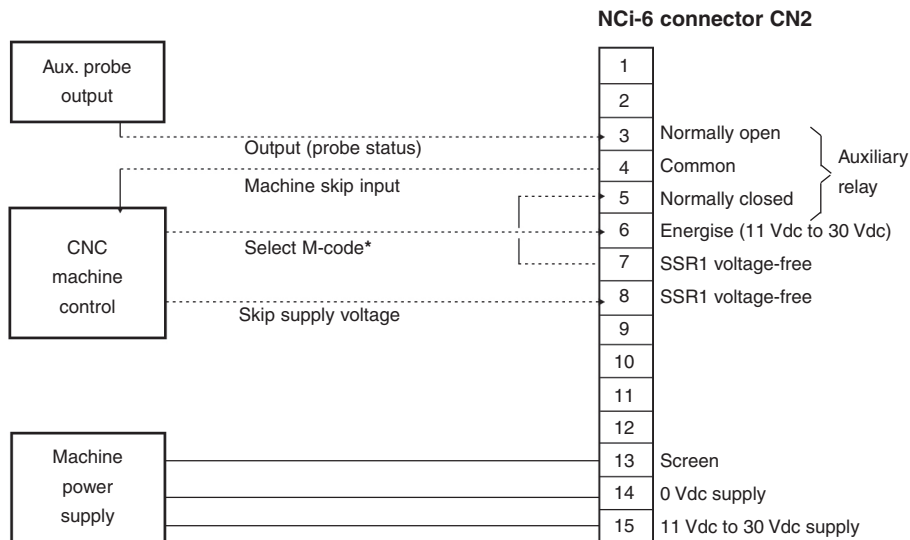 NCi-6 connector CN2
Aux. probe
output
1
2
3 Normally open
Output (probe status)
4 Common
Auxiliary
relay
Machine skip input
5 Normally closed
6 Energise (11 Vdc to 30 Vdc)
CNC
machine
control
Select M-code*
7 SSR1 voltage-free
8 SSR1 voltage-free
Skip supply voltage
9
10
11
12
Machine
power
supply
13 Screen
14 0 Vdc supply
15 11 Vdc to 30 Vdc supply